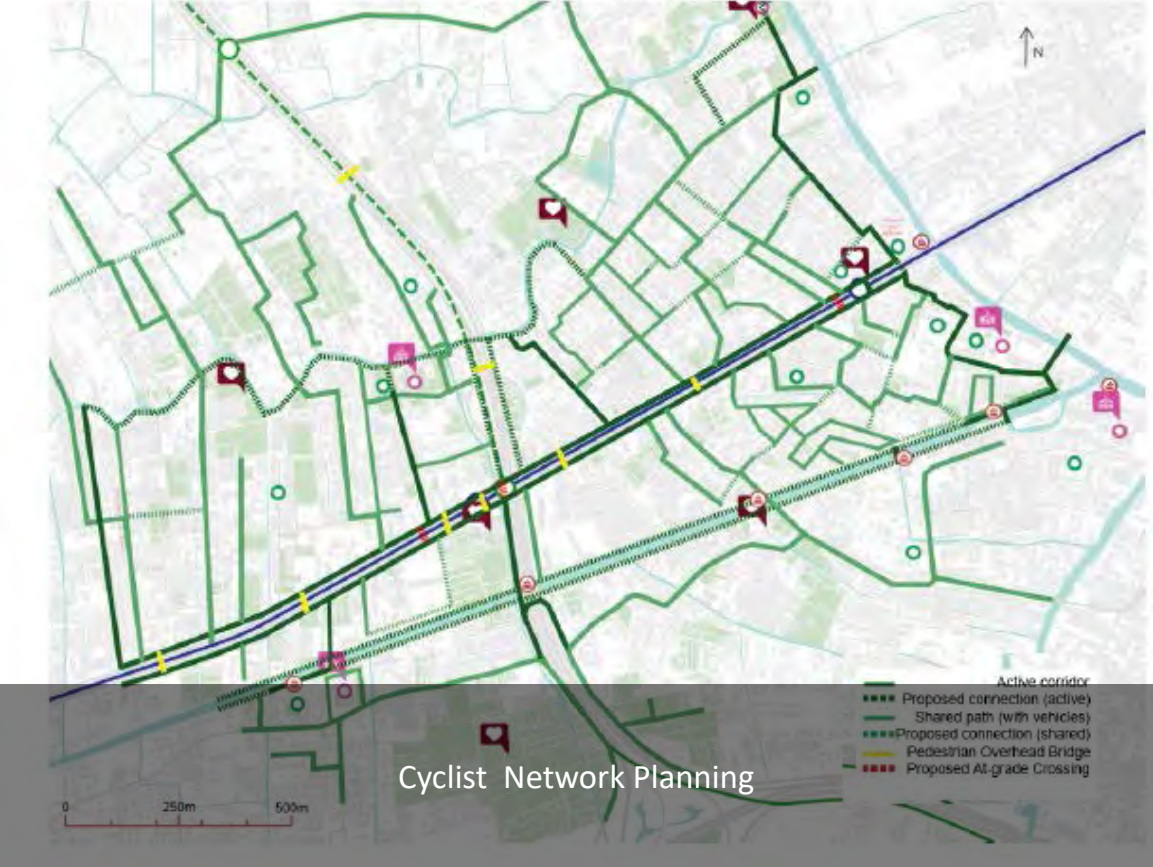 N
Active corridor
Proposed connection (active)
Shared path (with vehicles)
Proposed connection (shared)
Pedestrian Overhead Bridge
Proposed At-grade Crossing
Cyclist Network Planning
0 250m 500m